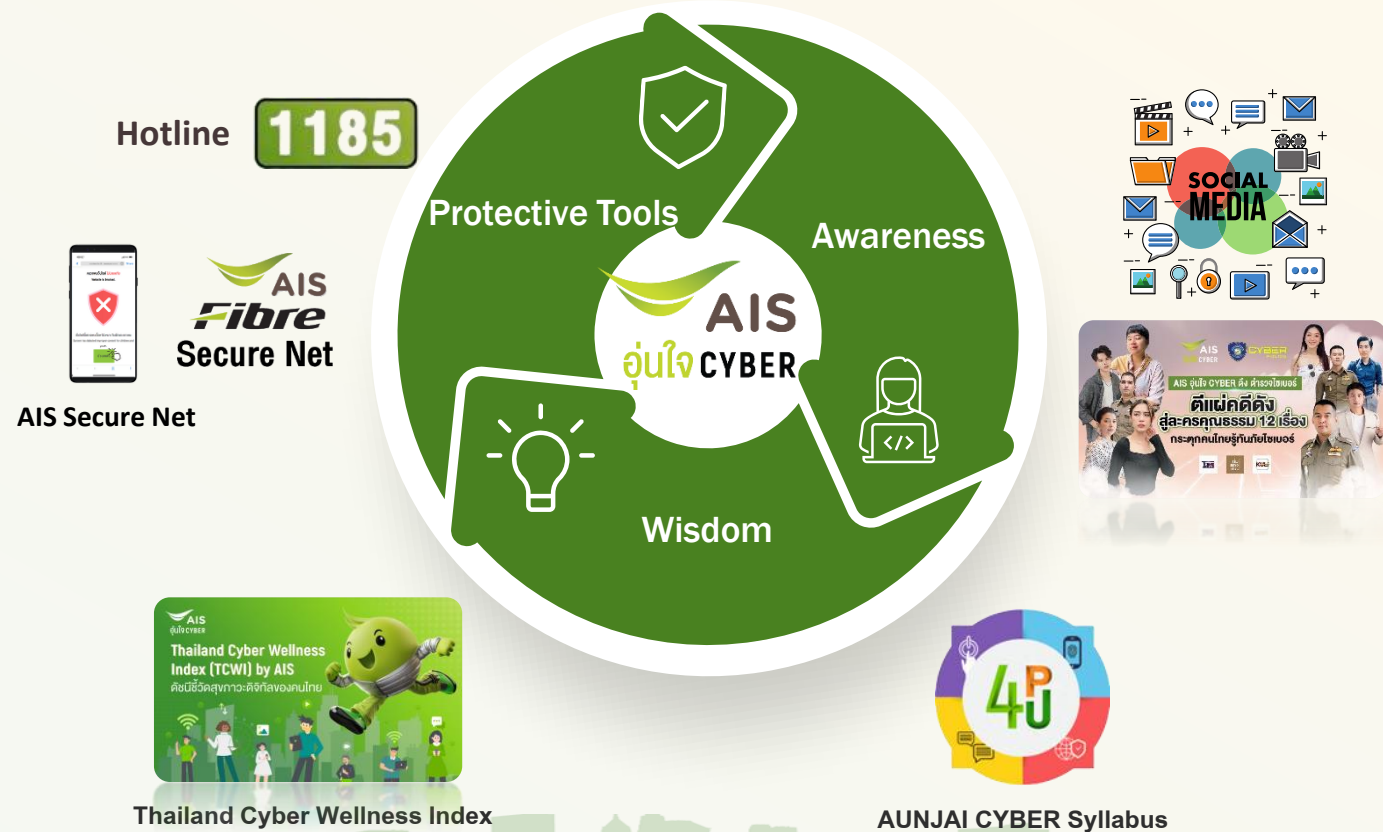 Hotline
1185
Protective Tools
Awareness
SOCIAL
MEDIA
AIS
อุ่นใจ CYBER
AIS
Fibre
Secure Net
AIS Secure Net
</>
AIS
CYBER
CYBER
AIS อุ่นใจ CYBER ดึง ตำรวจไซเบอร์
ตีแผ่คดีดัง
สู่ละครคุณธรรม 12 เรื่อง
กระตุกคนไทยรู้ทันภัยไซเบอร์
Wisdom
AIS
อุ่นใจ CYBER
Thailand Cyber Wellness
Index (TCWI) by AIS
ดัชนีชี้วัดสุขภาวะดิจิทัลของคนไทย
4P
U
Thailand Cyber Wellness Index
AUNJAI CYBER Syllabus